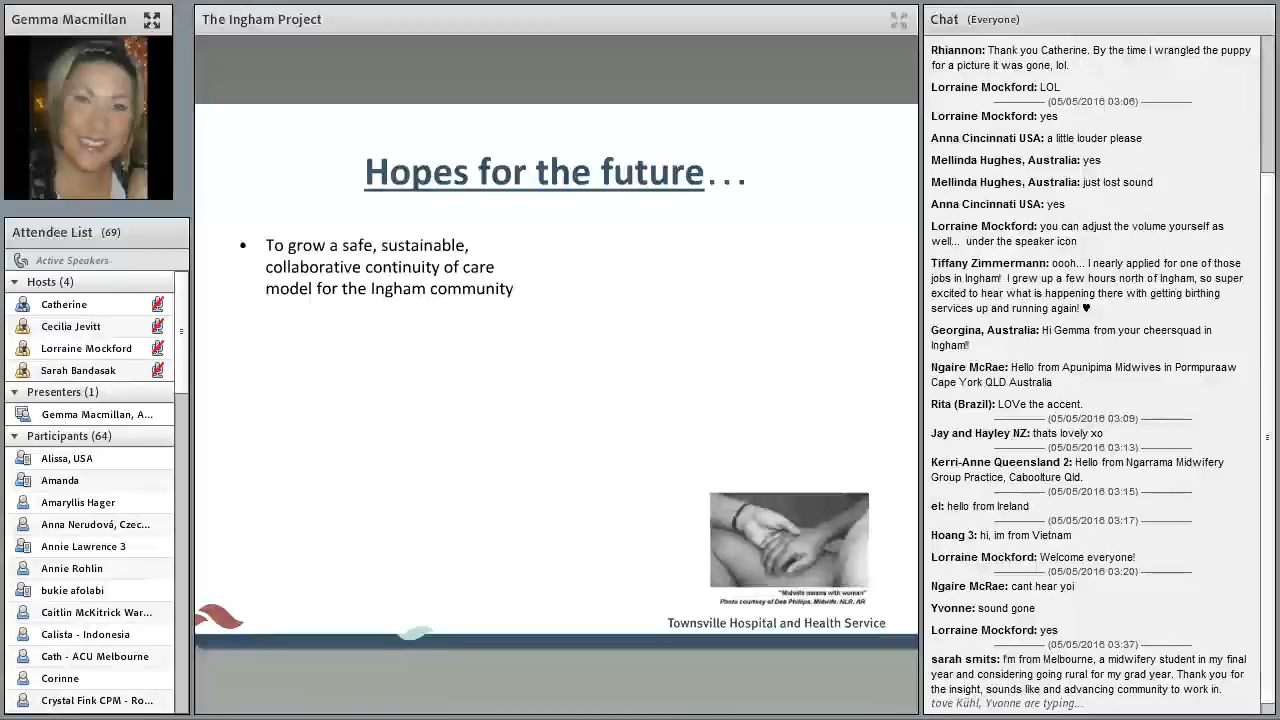 Gemma Macmillan
The Ingham Project
Chat (Everyone)
Attendee List (69)
Active Speakers
Hosts (4)
Catherine
Cecilia Jevitt
Lorraine Mockford
Sarah Bandasak
Presenters (1)
Gemma Macmillan, A...
Participants (64)
Alissa, USA
Amanda
Amaryllis Hager
Anna Nerudová, Czec...
Annie Lawrence 3
Annie Rohlin
bukie afolabi
Caitlin McKitrick War...
Calista - Indonesia
Cath - ACU Melbourne
Corinne
Crystal Fink CPM - Ro...
Hopes for the future...
• To grow a safe, sustainable,
collaborative continuity of care
model for the Ingham community
"Midwife means with woman"
Photo courtesy of Deb Phillips, Midwife, NLR, AR
Townsville Hospital and Health Service
Rhiannon: Thank you Catherine. By the time I wrangled the puppy
for a picture it was gone, lol.
Lorraine Mockford: LOL
(05/05/2016 03:06)
Lorraine Mockford: yes
Anna Cincinnati USA: a little louder please
Mellinda Hughes, Australia: yes
Mellinda Hughes, Australia: just lost sound
Anna Cincinnati USA: yes
Lorraine Mockford: you can adjust the volume yourself as
well... under the speaker icon
Tiffany Zimmermann: oooh... I nearly applied for one of those
jobs in Ingham! I grew up a few hours north of Ingham, so super
excited to hear what is happening there with getting birthing
services up and running again! ♥
Georgina, Australia: Hi Gemma from your cheersquad in
Ingham!!
Ngaire McRae: Hello from Apunipima Midwives in Pormpuraaw
Cape York QLD Australia
Rita (Brazil): LOVe the accent.
(05/05/2016 03:09)
Jay and Hayley NZ: thats lovely xo
(05/05/2016 03:13)
Kerri-Anne Queensland 2: Hello from Ngarrama Midwifery
Group Practice, Caboolture Qld.
(05/05/2016 03:15)
el: hello from Ireland
(05/05/2016 03:17)
Hoang 3: hi, im from Vietnam
Lorraine Mockford: Welcome everyone!
(05/05/2016 03:20)
Ngaire McRae: cant hear yoi
Yvonne: sound gone
Lorraine Mockford: yes
(05/05/2016 03:37)
sarah smits: I'm from Melbourne, a midwifery student in my final
year and considering going rural for my grad year. Thank you for
the insight, sounds like and advancing community to work in.
tove Kühl, Yvonne are typing...